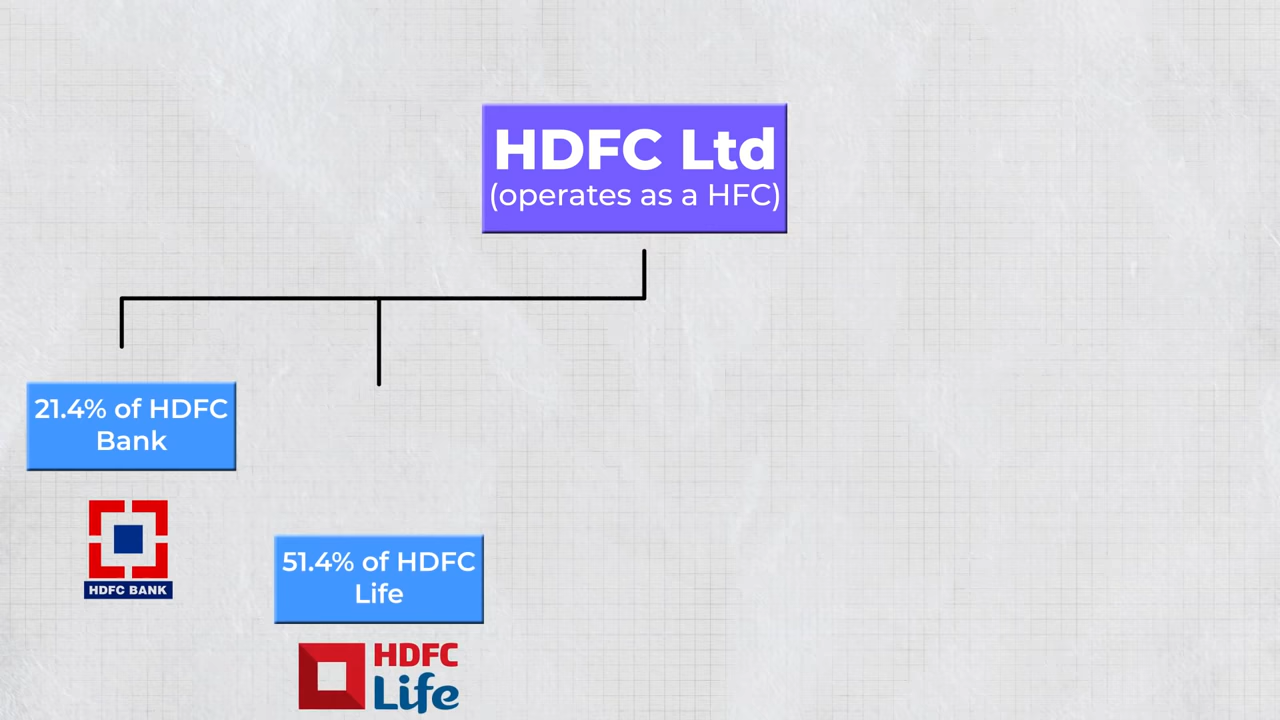 HDFC Ltd
(operates as a HFC)
21.4% of HDFC
Bank
HDFC BANK
51.4% of HDFC
Life
HDFC
Life